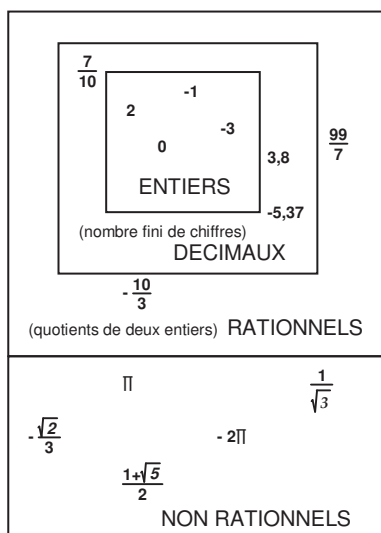 7/10
-1
2
-3
0
99/7
3,8
ENTIERS
-5,37
(nombre fini de chiffres)
DECIMAUX
-10/3
(quotients de deux entiers) RATIONNELS
∏
1/√3
-√2/3
- 2∏
1+√5/2
NON RATIONNELS